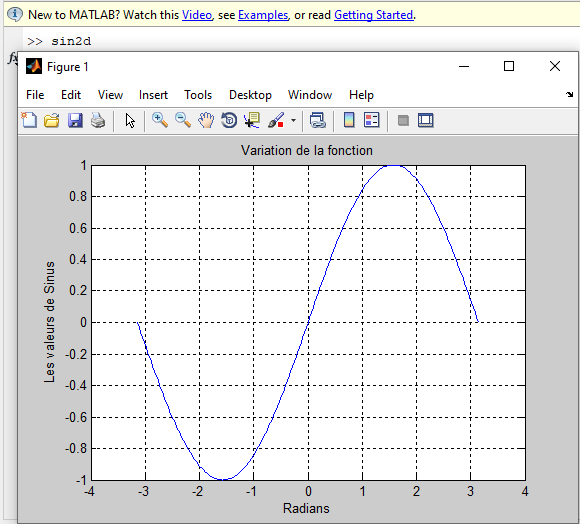 New to MATLAB? Watch this Video, see Examples, or read Getting Started.
fx >> sin2d
Figure 1
File Edit View Insert Tools Desktop Window Help
Variation de la fonction
1
0.8
0.6
0.4
0.2
0
-0.2
-0.4
-0.6
-0.8
-1
Les valeurs de Sinus
-4 -3 -2 -1 0 1 2 3 4
Radians